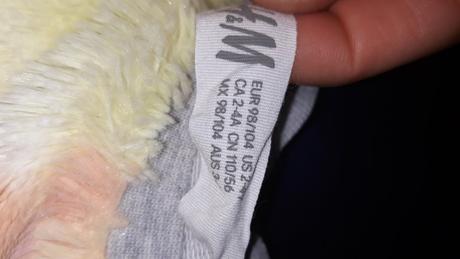 &M
EUR 98/104 US 2-
CA 2-4A CN 110/56
MX 98/104 AUS